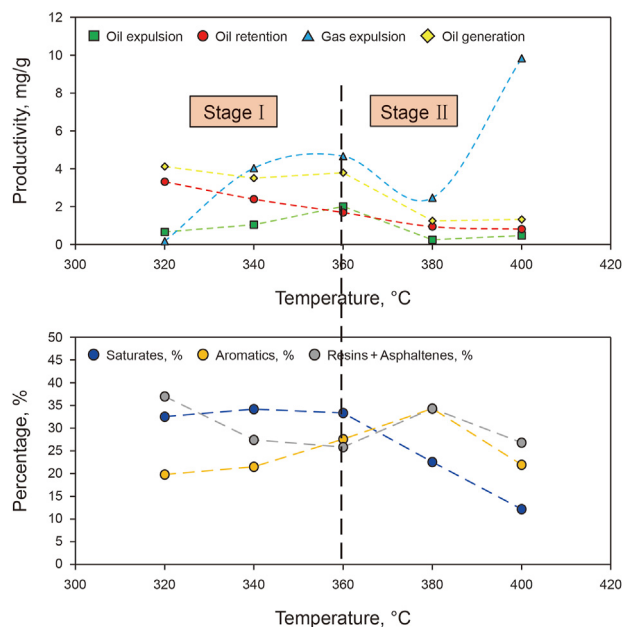 12
10
8
6
4
2
0
Productivity, mg/g
Oil expulsion Oil retention Gas expulsion Oil generation
Stage I Stage II
300 320 340 360 380 400 420
Temperature, °C
50
45
40
35
30
25
20
15
10
5
0
Percentage, %
Saturates, % Aromatics, % Resins + Asphaltenes, %
300 320 340 360 380 400 420
Temperature, °C